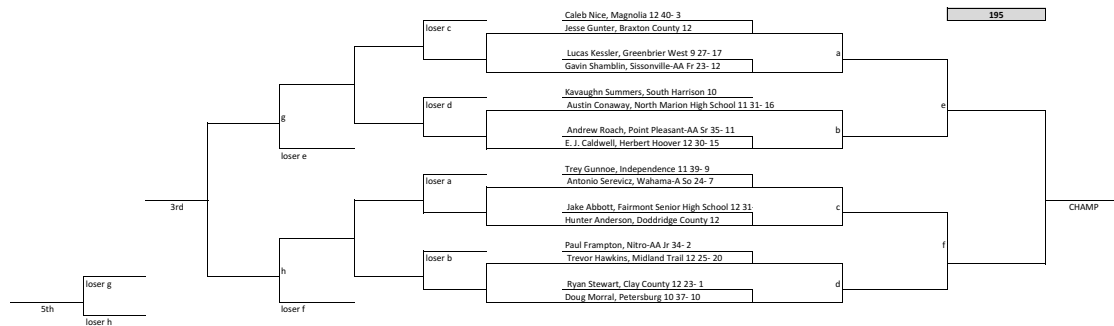 195
Caleb Nice, Magnolia 12 40- 3
Jesse Gunter, Braxton County 12
Lucas Kessler, Greenbrier West 9 27- 17
Gavin Shamblin, Sissonville-AA Fr 23- 12
Kavaughn Summers, South Harrison 10
Austin Conaway, North Marion High School 11 31- 16
Andrew Roach, Point Pleasant-AA Sr 35- 11
E. J. Caldwell, Herbert Hoover 12 30- 15
Trey Gunnoe, Independence 11 39- 9
Antonio Serevicz, Wahama-A So 24- 7
Jake Abbott, Fairmont Senior High School 12 31-
Hunter Anderson, Doddridge County 12
Paul Frampton, Nitro-AA Jr 34- 2
Trevor Hawkins, Midland Trail 12 25- 20
Ryan Stewart, Clay County 12 23- 1
Doug Morral, Petersburg 10 37- 10
a
b
c
d
e
f
CHAMP
loser c
loser d
loser a
loser b
g
loser e
h
loser f
3rd
loser g
loser h
5th